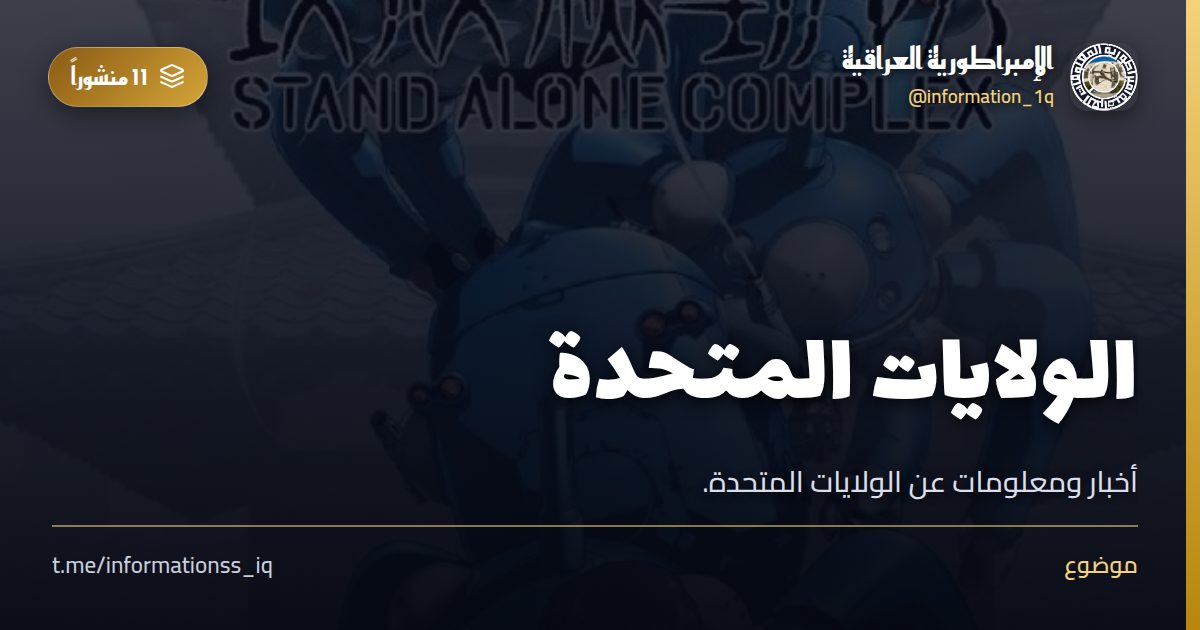 الإمبراطورية العراقية
@information_1q
11 منشوراً
STAND ALONE COMPLEX
الولايات المتحدة
أخبار ومعلومات عن الولايات المتحدة.
موضوع
t.me/informationss_iq